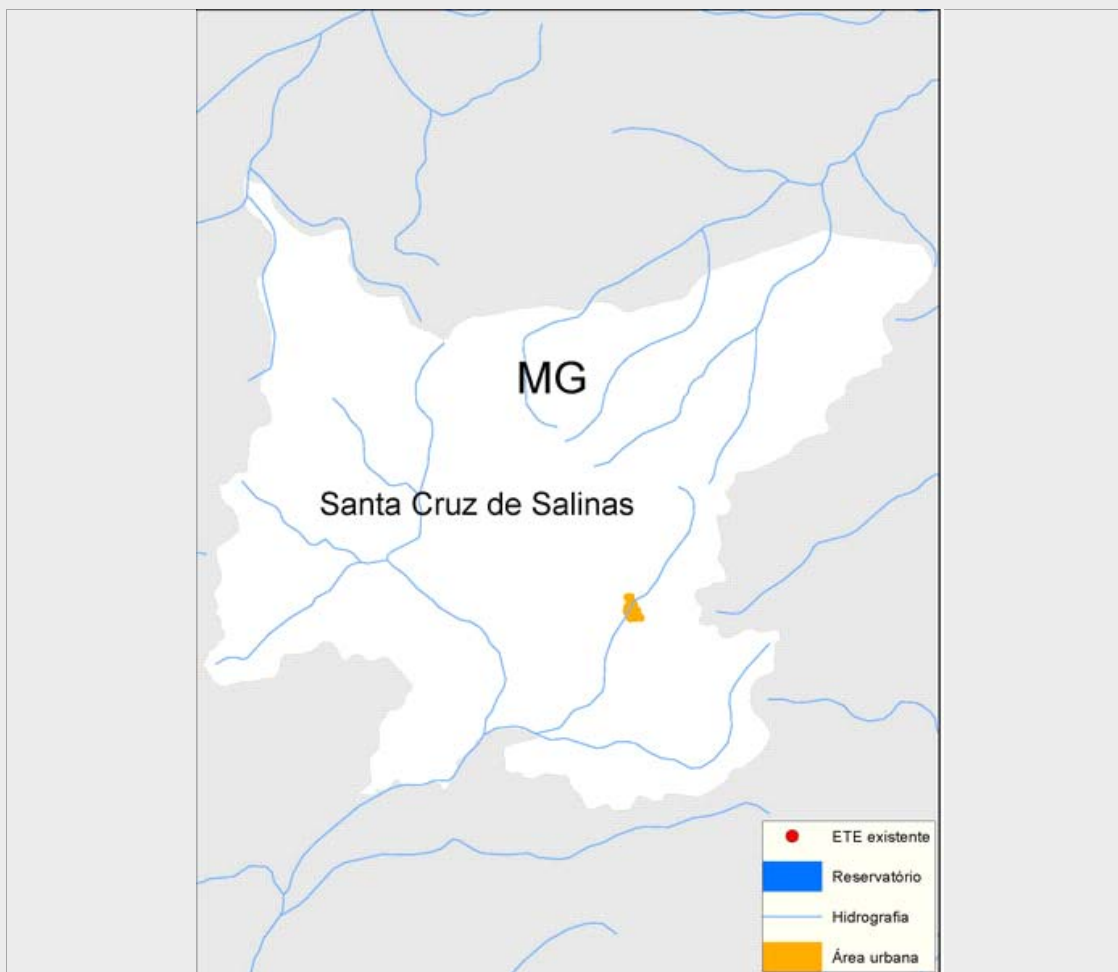 MG
Santa Cruz de Salinas
ETE existente
Reservatório
Hidrografia
Área urbana